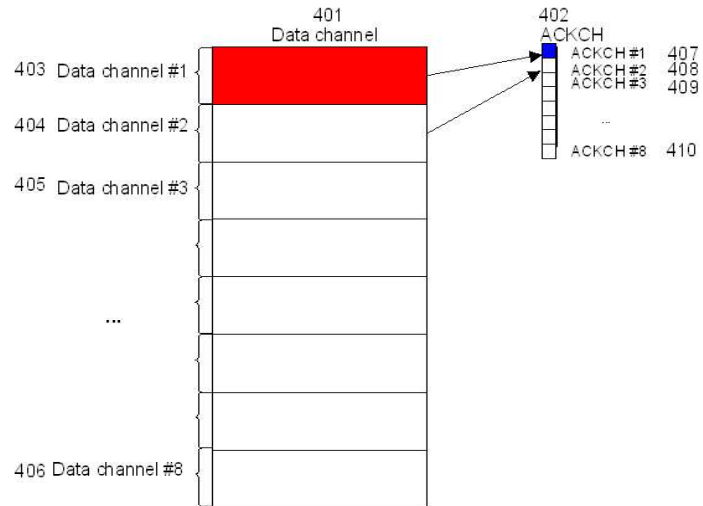 401
Data channel
402
ACKCH
403 Data channel #1
ACKCH #1 407
ACKCH #2 408
ACKCH #3 409
404 Data channel #2
...
ACKCH #8 410
405 Data channel #3
...
406 Data channel #8